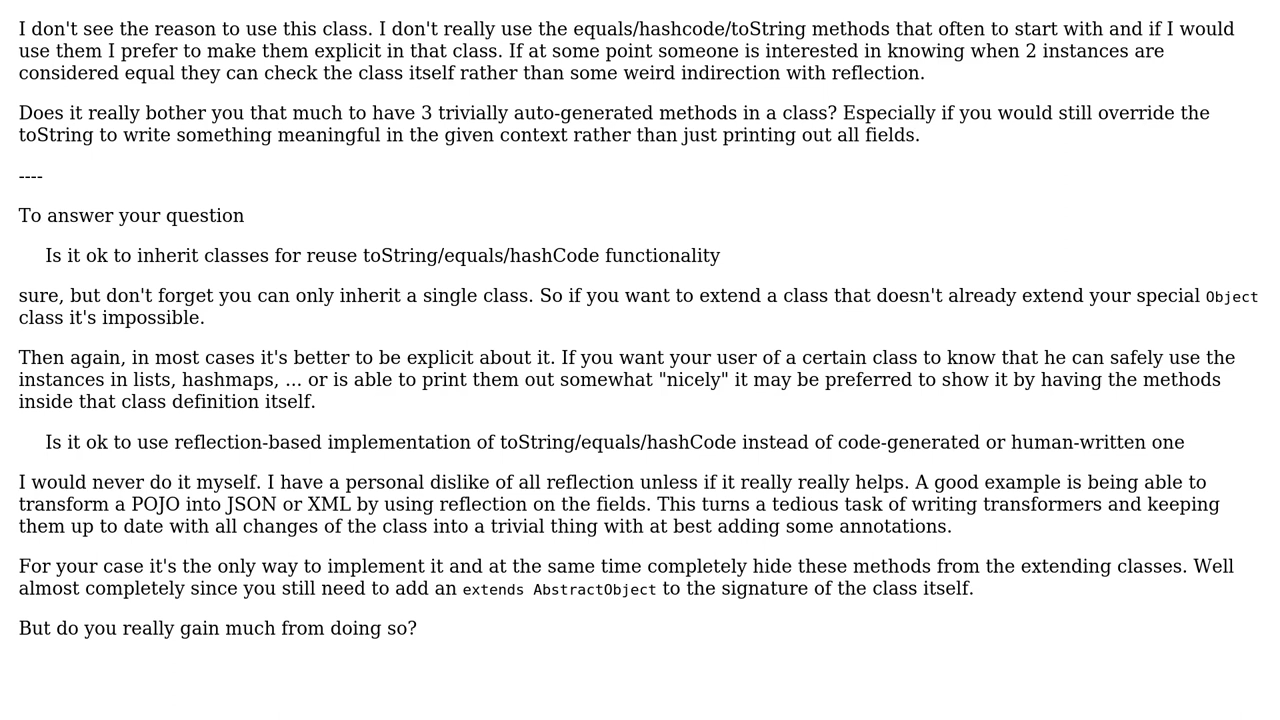 I don't see the reason to use this class. I don't really use the equals/hashcode/toString methods that often to start with and if I would
use them I prefer to make them explicit in that class. If at some point someone is interested in knowing when 2 instances are
considered equal they can check the class itself rather than some weird indirection with reflection.
Does it really bother you that much to have 3 trivially auto-generated methods in a class? Especially if you would still override the
toString to write something meaningful in the given context rather than just printing out all fields.
----
To answer your question
Is it ok to inherit classes for reuse toString/equals/hashCode functionality
sure, but don't forget you can only inherit a single class. So if you want to extend a class that doesn't already extend your special Object
class it's impossible.
Then again, in most cases it's better to be explicit about it. If you want your user of a certain class to know that he can safely use the
instances in lists, hashmaps, ... or is able to print them out somewhat "nicely" it may be preferred to show it by having the methods
inside that class definition itself.
Is it ok to use reflection-based implementation of toString/equals/hashCode instead of code-generated or human-written one
I would never do it myself. I have a personal dislike of all reflection unless if it really really helps. A good example is being able to
transform a POJO into JSON or XML by using reflection on the fields. This turns a tedious task of writing transformers and keeping
them up to date with all changes of the class into a trivial thing with at best adding some annotations.
For your case it's the only way to implement it and at the same time completely hide these methods from the extending classes. Well
almost completely since you still need to add an extends AbstractObject to the signature of the class itself.
But do you really gain much from doing so?